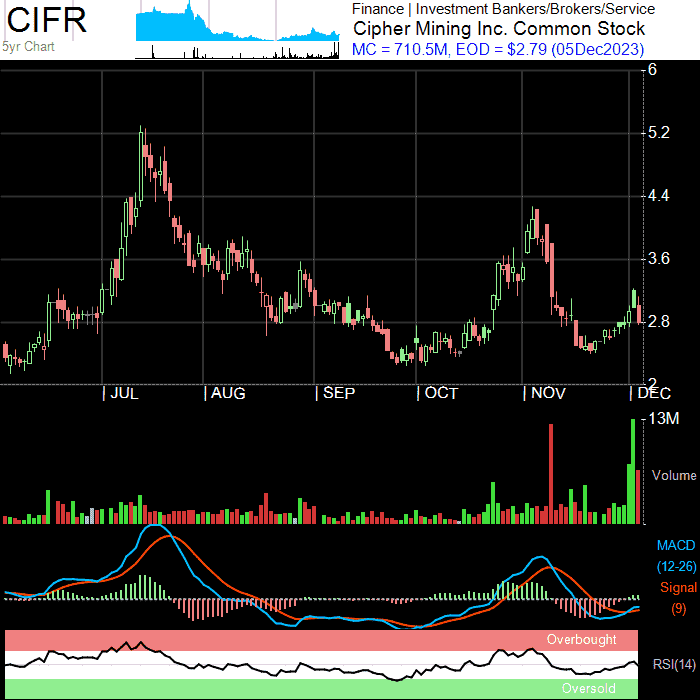 CIFR
5yr Chart
Finance | Investment Bankers/Brokers/Service
Cipher Mining Inc. Common Stock
MC = 710.5M, EOD = $2.79 (05Dec2023)
6
5.2
4.4
3.6
2.8
2
JUL
AUG
SEP
OCT
NOV
DEC
13M
Volume
MACD
(12-26)
Signal
(9)
Overbought
RSI(14)
Oversold